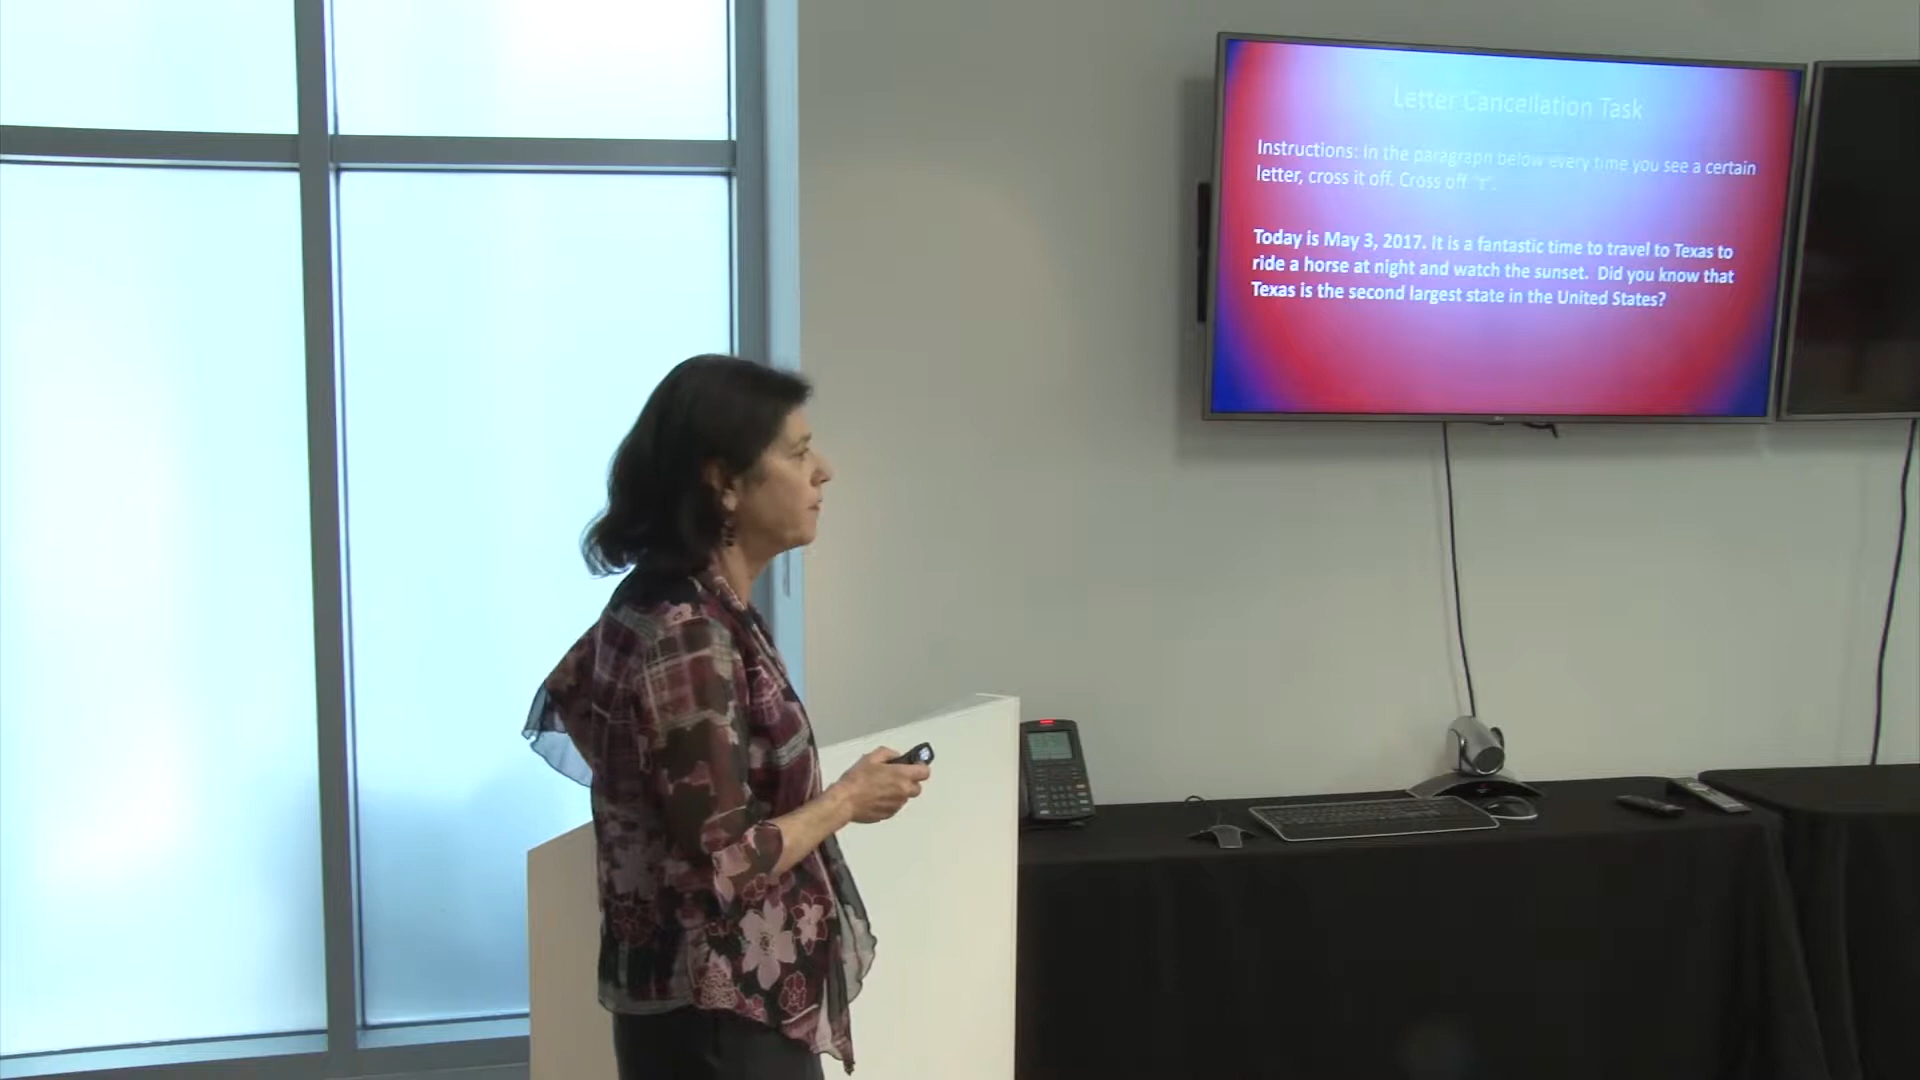 Letter Cancellation Task
Instructions: In the paragraph below every time you see a certain
letter, cross it off. Cross off "t".
Today is May 3, 2017. It is a fantastic time to travel to Texas to
ride a horse at night and watch the sunset. Did you know that
Texas is the second largest state in the United States?